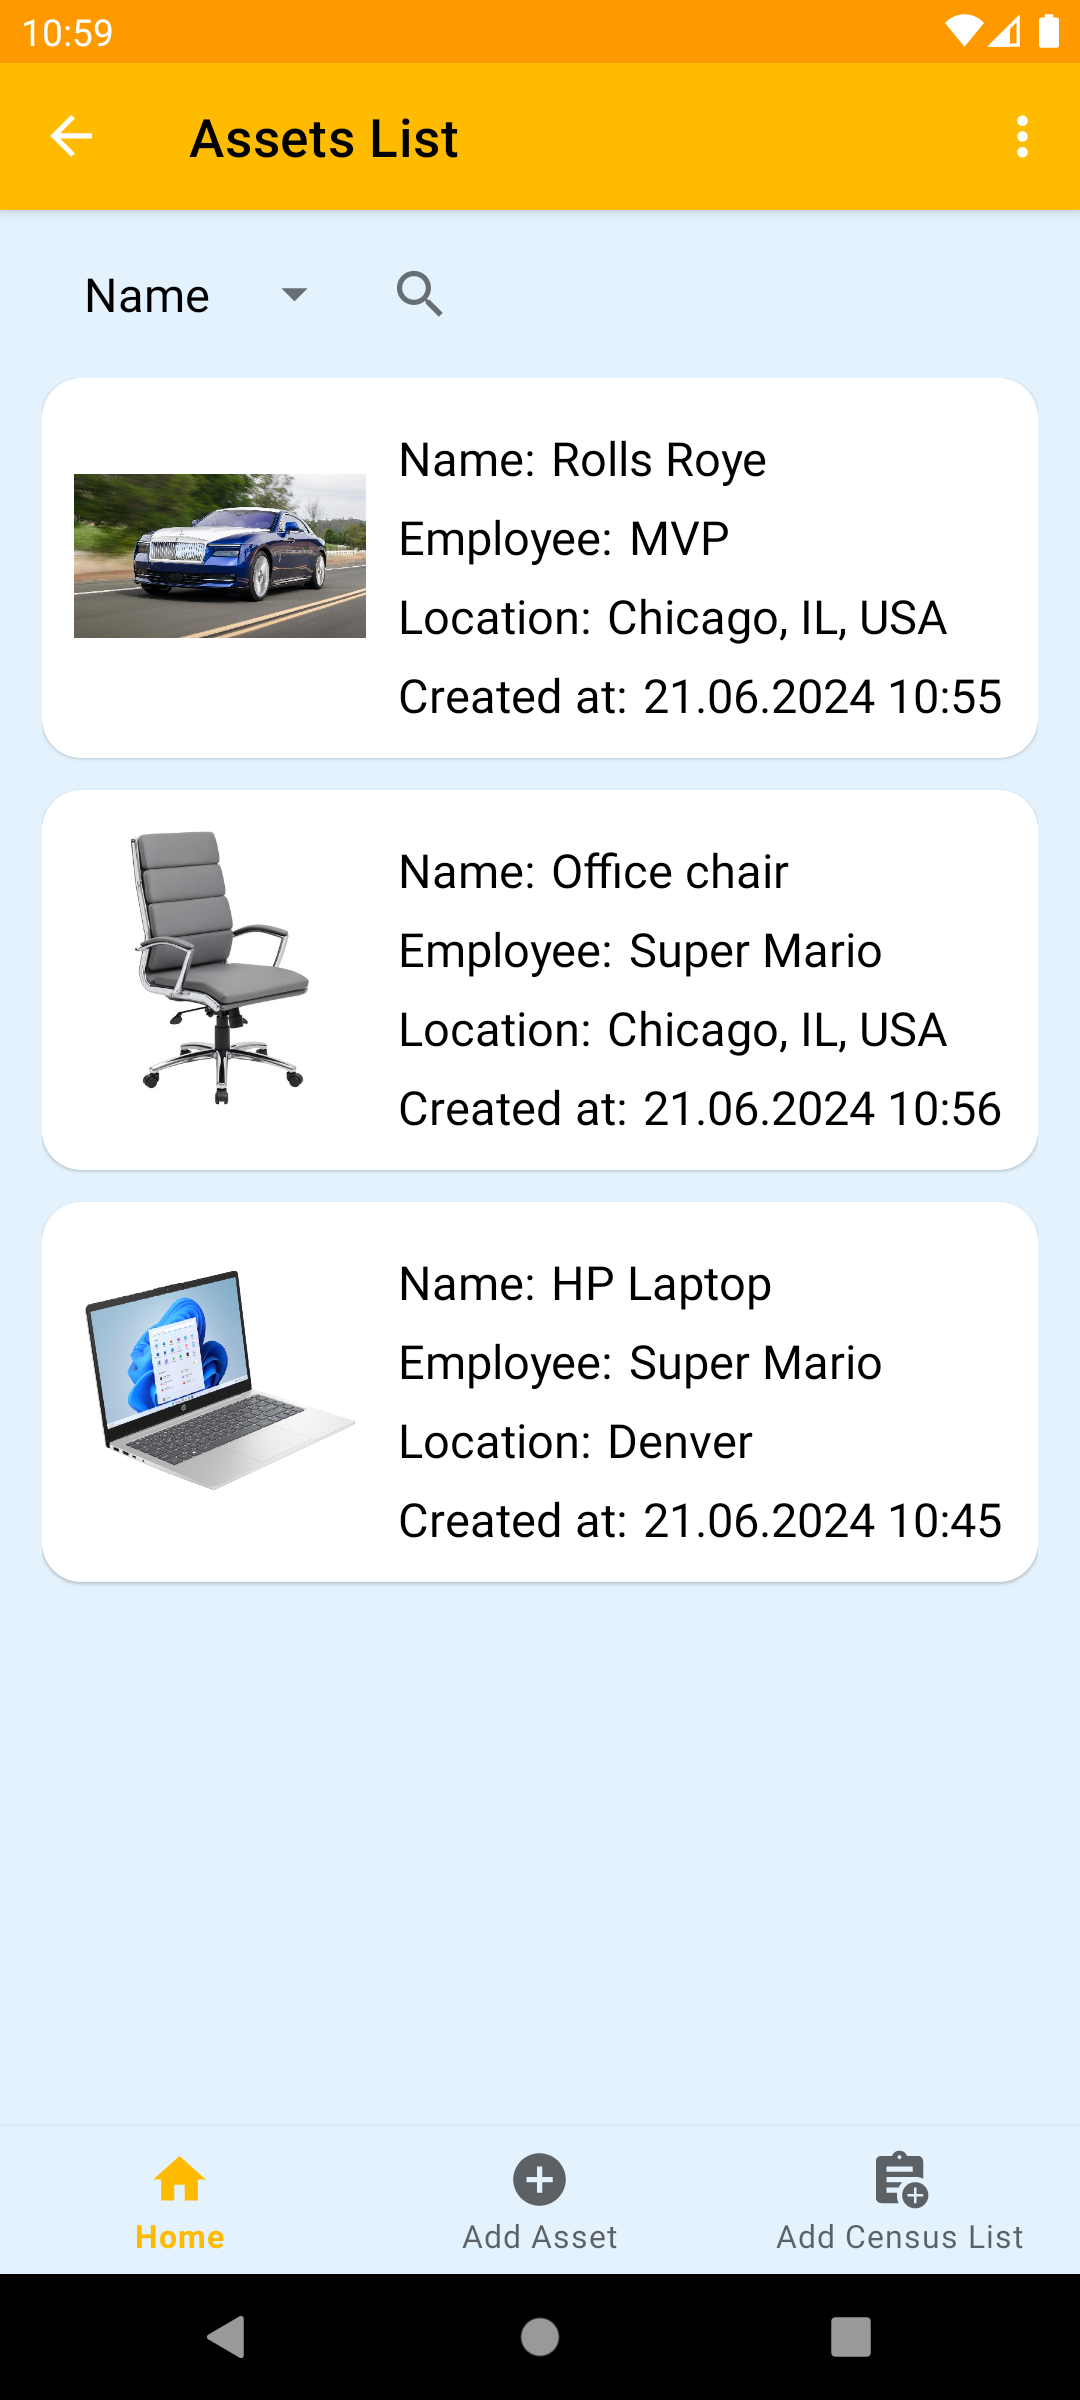 10:59
Assets List
Name
Name: Rolls Roye
Employee: MVP
Location: Chicago, IL, USA
Created at: 21.06.2024 10:55
Name: Office chair
Employee: Super Mario
Location: Chicago, IL, USA
Created at: 21.06.2024 10:56
Name: HP Laptop
Employee: Super Mario
Location: Denver
Created at: 21.06.2024 10:45
Home
Add Asset
Add Census List